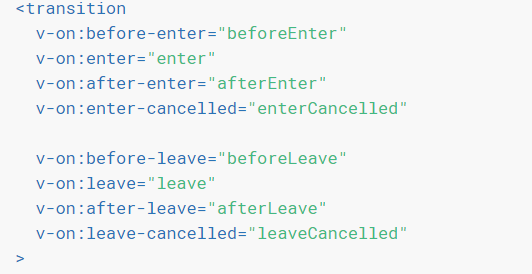 <transition
v-on:before-enter="beforeEnter"
v-on:enter="enter"
v-on:after-enter="afterEnter"
v-on:enter-cancelled="enterCancelled"
v-on:before-leave="beforeLeave"
v-on:leave="leave"
v-on:after-leave="afterLeave"
v-on:leave-cancelled="leaveCancelled"
>